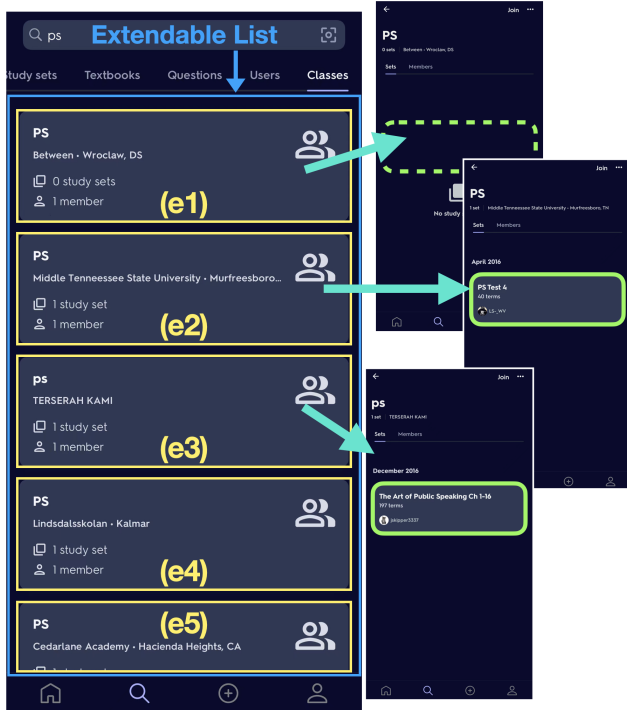 ps
Extendable List
Study sets Textbooks Questions Users Classes
PS
Between • Wroclaw, DS
0 study sets
1 member
(e1)
PS
Middle Tenneessee State University • Murfreesboro...
1 study set
1 member
(e2)
ps
TERSERAH KAMI
1 study set
1 member
(e3)
PS
Lindsdalsskolan • Kalmar
1 study set
1 member
(e4)
PS
(e5)
Cedarlane Academy • Hacienda Heights, CA
Join
PS
0 sets Between - Wroclaw, DS
Sets Members
No study
Join
PS
1 set Middle Tenneessee State University - Murfreesboro, TN
Sets Members
April 2016
PS Test 4
40 terms
Join
ps
1 set TERSERAH KAMI
Sets Members
December 2016
The Art of Public Speaking Ch 1-16
197 terms
jskipper3337